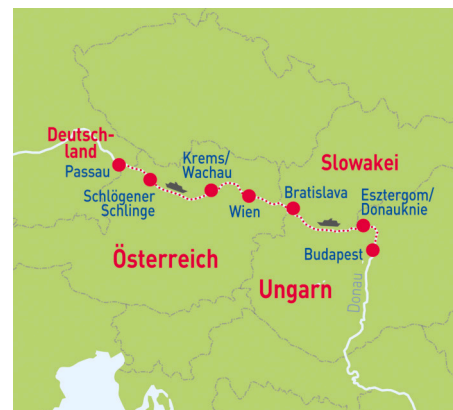 Deutsch-
land
Passau
Schlögener
Schlinge
Krems/
Wachau
Wien
Österreich
Slowakei
Bratislava
Esztergom/
Donauknie
Budapest
Ungarn
Donau